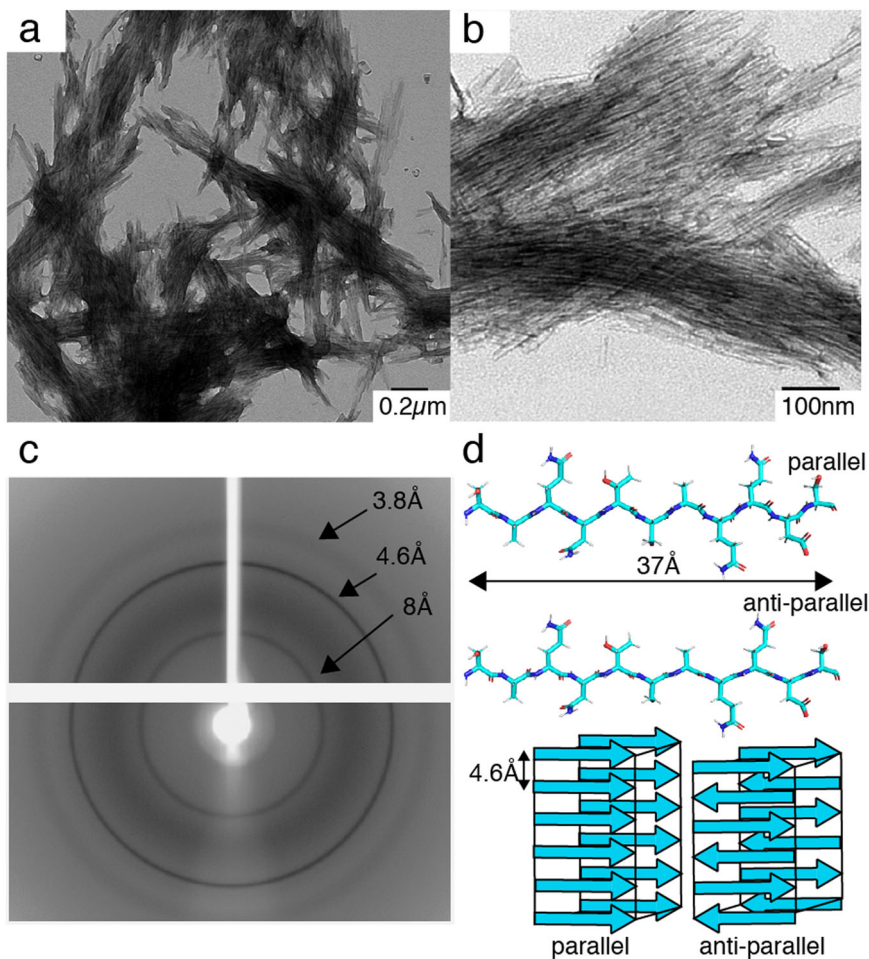 a
0.2µm
b
100nm
c
3.8Å
4.6Å
8Å
d
parallel
37Å
anti-parallel
4.6Å
parallel
anti-parallel